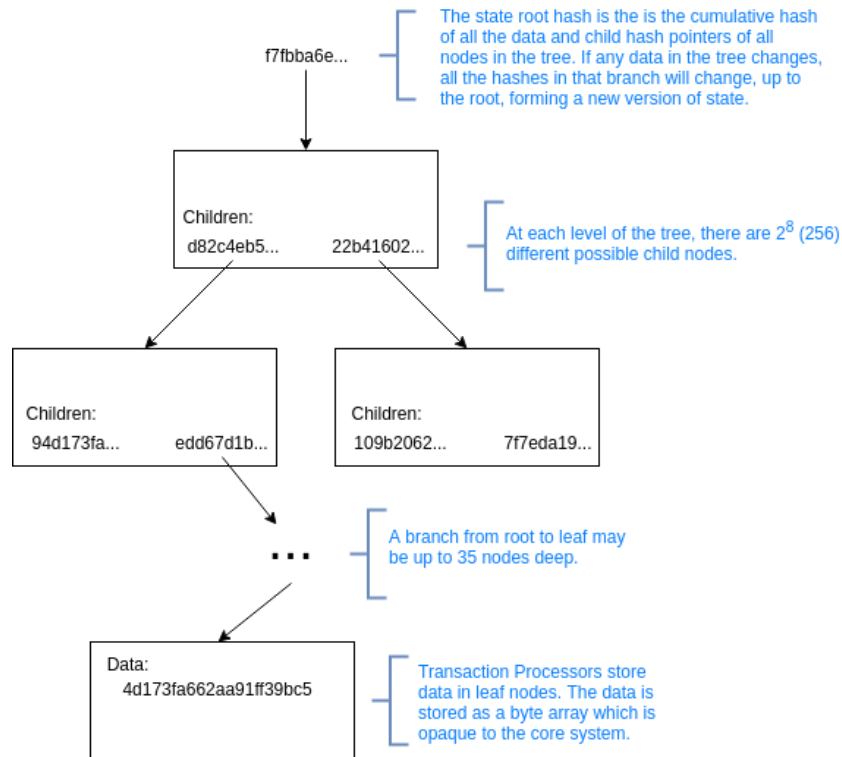 The state root hash is the is the cumulative hash
of all the data and child hash pointers of all
nodes in the tree. If any data in the tree changes,
all the hashes in that branch will change, up to
the root, forming a new version of state.
f7fbba6e...
Children:
d82c4eb5... 22b41602...
At each level of the tree, there are 2⁸ (256)
different possible child nodes.
Children:
94d173fa... edd67d1b...
Children:
109b2062... 7f7eda19...
...
A branch from root to leaf may
be up to 35 nodes deep.
Data:
4d173fa662aa91ff39bc5
Transaction Processors store
data in leaf nodes. The data is
stored as a byte array which is
opaque to the core system.